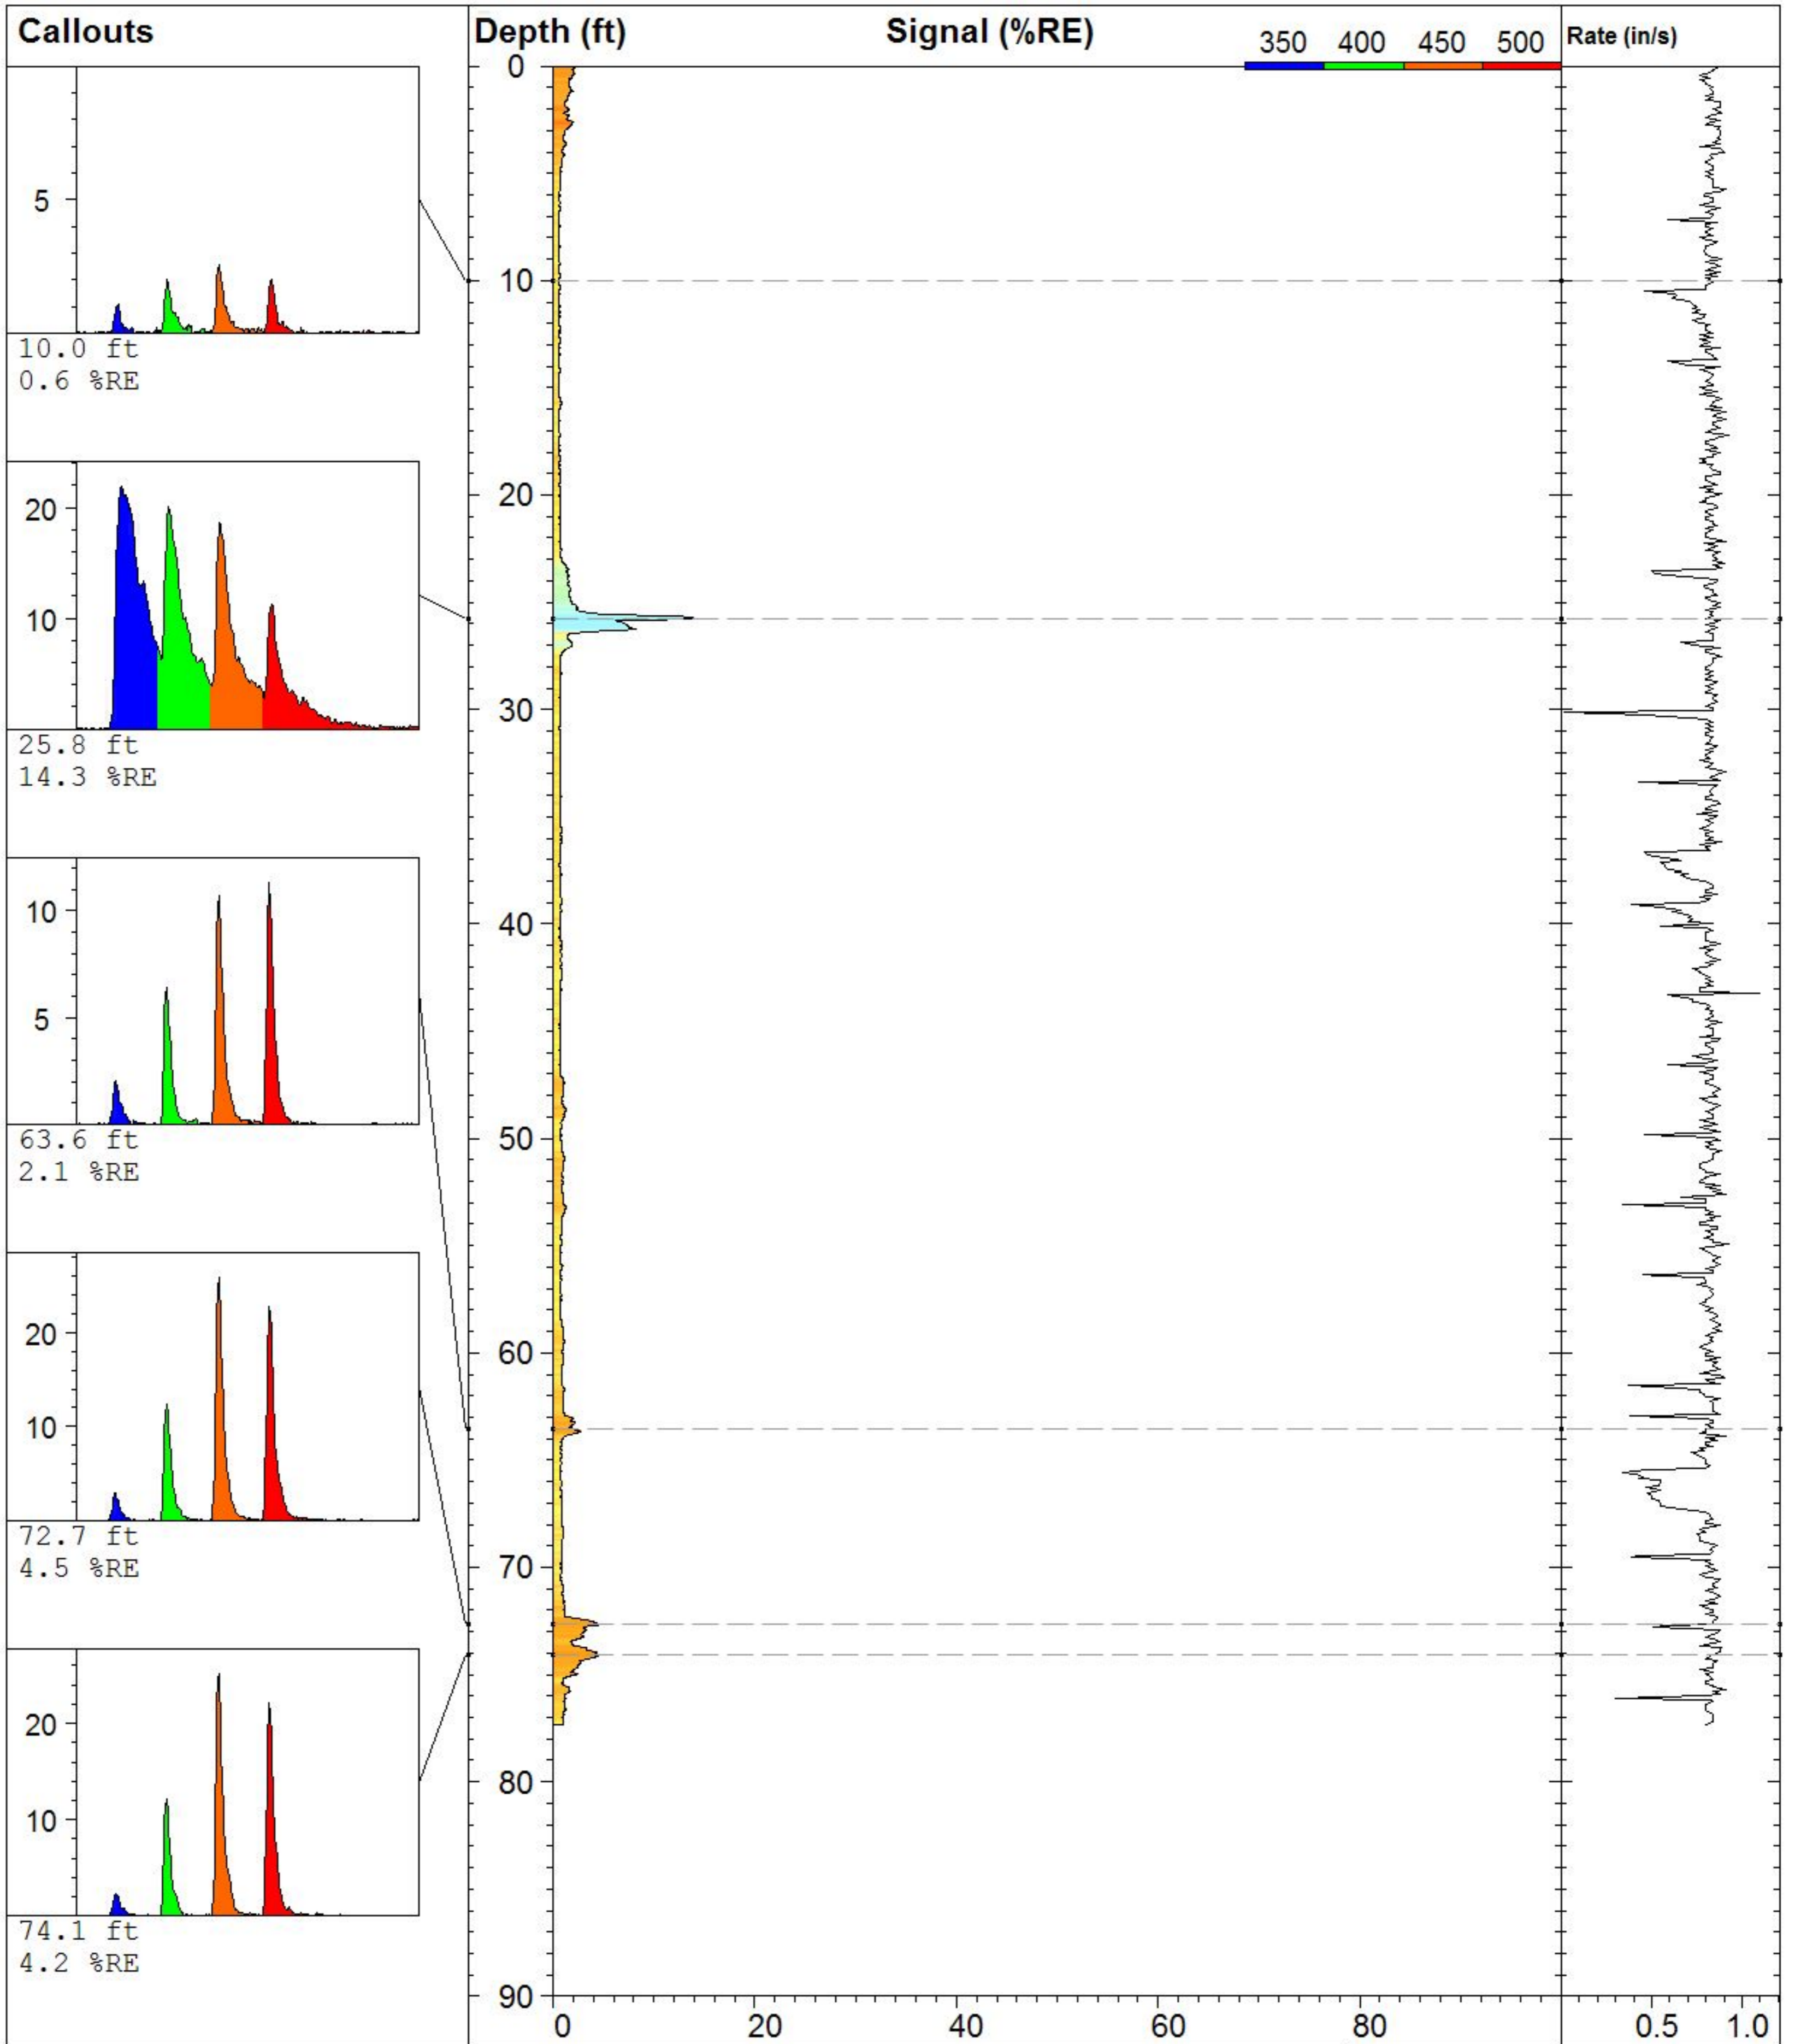 Callouts
Depth (ft)
Signal (%RE)
350 400 450 500
Rate (in/s)
5
10.0 ft
0.6 %RE
20
10
25.8 ft
14.3 %RE
10
5
63.6 ft
2.1 %RE
20
10
72.7 ft
4.5 %RE
20
10
74.1 ft
4.2 %RE
0
10
20
30
40
50
60
70
80
90
0 20 40 60 80
0.5 1.0